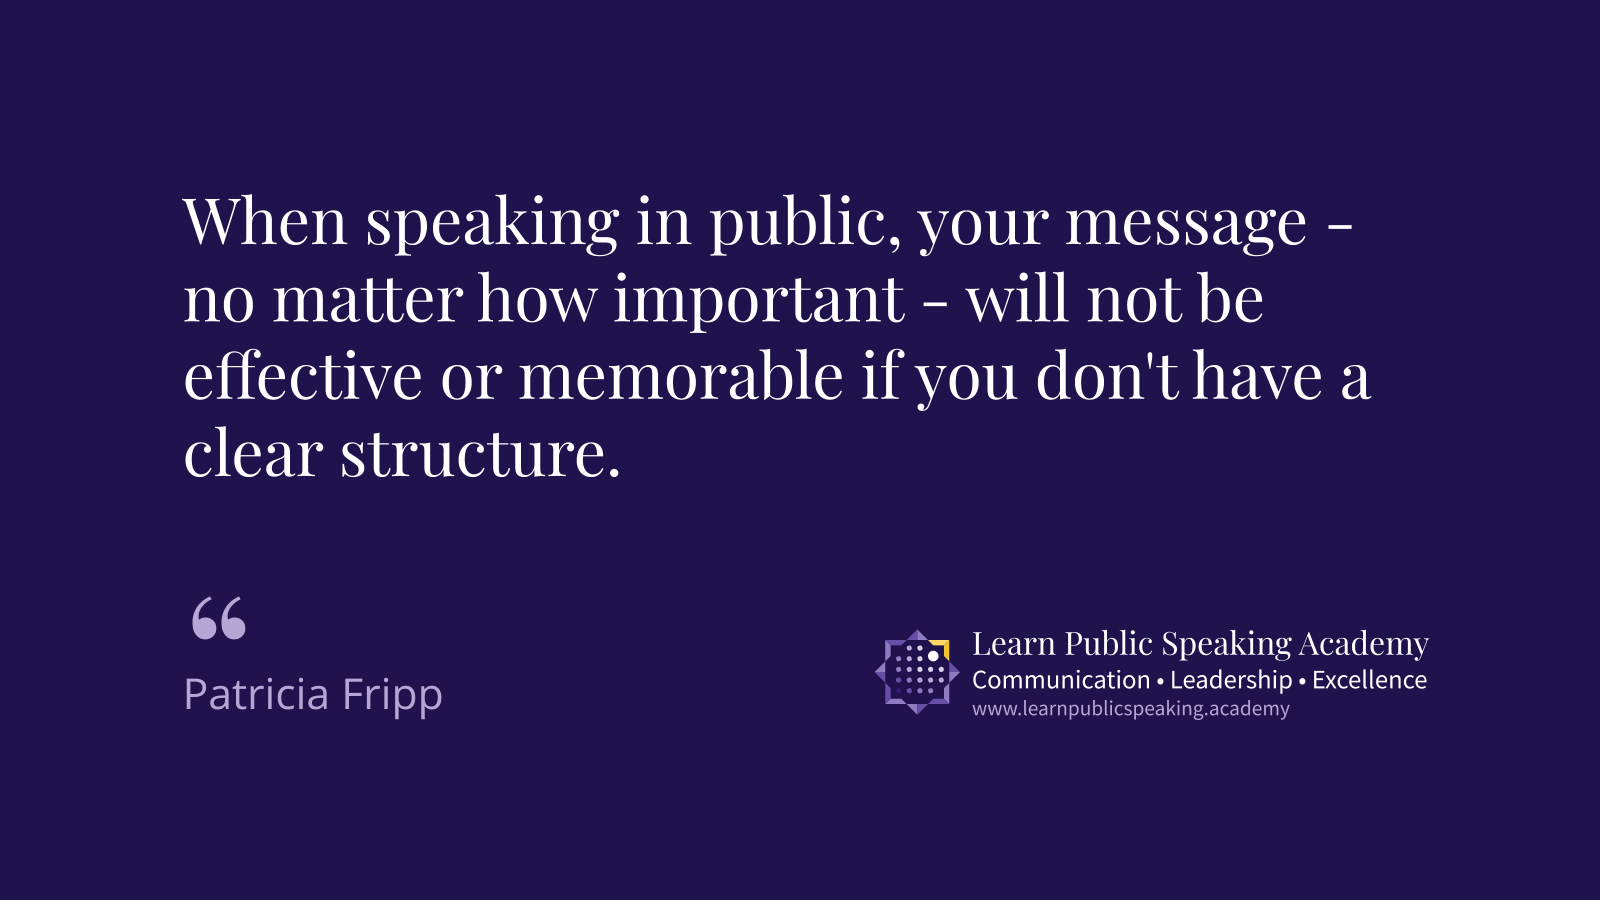 When speaking in public, your message -
no matter how important - will not be
effective or memorable if you don't have a
clear structure.
“
Patricia Fripp
Learn Public Speaking Academy
Communication • Leadership • Excellence
www.learnpublicspeaking.academy